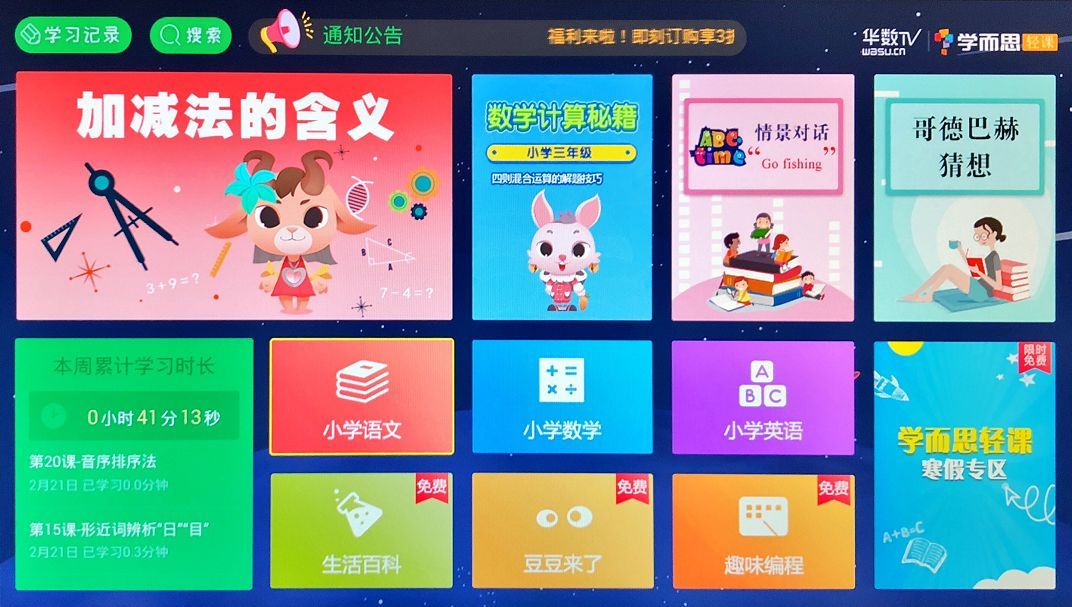 学习记录
搜索
通知公告
福利来啦！即刻订购享3折
华数TV
wasu.cn
学而思 轻课
加减法的含义
3+9=?
7-4=?
B
C
A
数学计算秘籍
小学三年级
四则混合运算的解题技巧
ABC
time
情景对话
“Go fishing”
哥德巴赫
猜想
本周累计学习时长
0小时41分13秒
第20课-音序排序法
2月21日 已学习0.0分钟
第15课-形近词辨析“日”“目”
2月21日 已学习0.3分钟
小学语文
小学数学
A
B C
小学英语
限时
免费
学而思轻课
寒假专区
A+B=C
免费
生活百科
免费
豆豆来了
免费
趣味编程